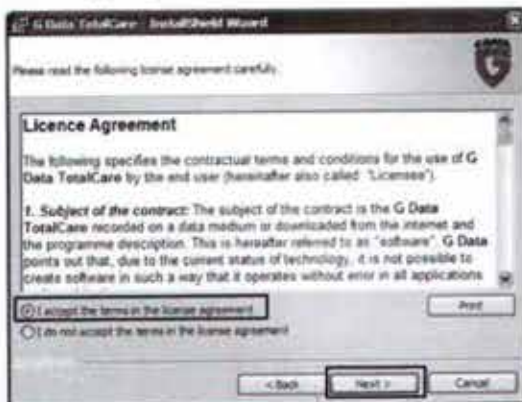 G Data TotalCare - InstallShield Wizard
Please read the following license agreement carefully.
Licence Agreement
The following specifies the contractual terms and conditions for the use of G
Data TotalCare by the end user (hereinafter also called: "Licensee").
1. Subject of the contract: The subject of the contract is the G Data
TotalCare recorded on a data medium or downloaded from the internet and
the programme description. This is hereafter referred to as "software". G Data
points out that, due to the current status of technology, it is not possible to
create software in such a way that it operates without error in all applications
I accept the terms in the license agreement
Print
I do not accept the terms in the license agreement
< Back
Next >
Cancel